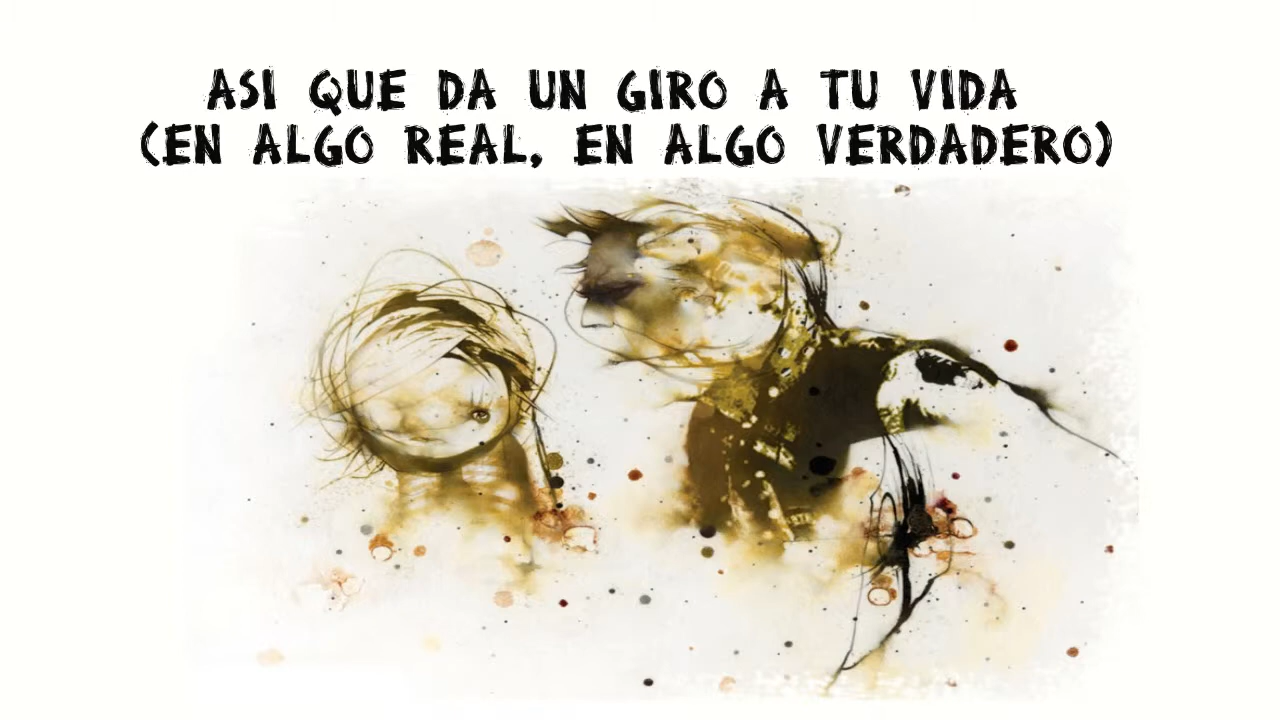 ASI QUE DA UN GIRO A TU VIDA
(EN ALGO REAL, EN ALGO VERDADERO)